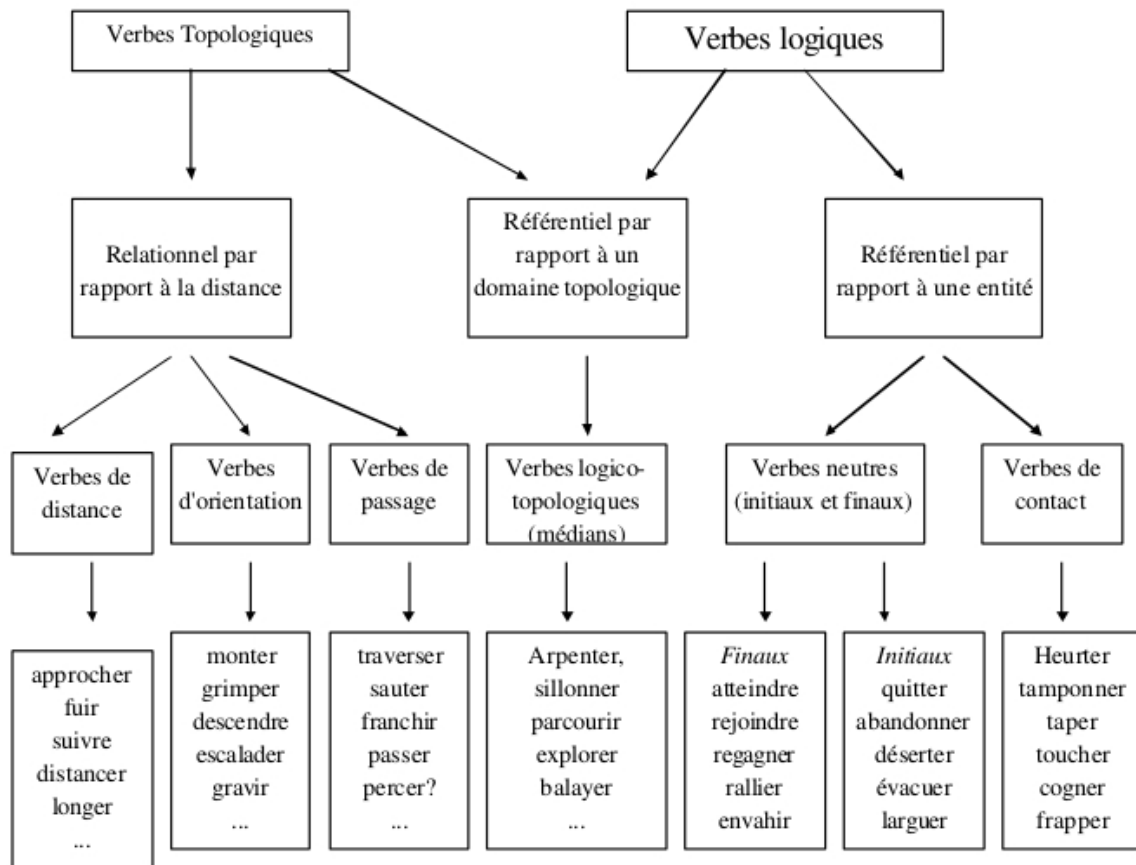 Verbes Topologiques
Verbes logiques
Relationnel par
rapport à la distance
Référentiel par
rapport à un
domaine topologique
Référentiel par
rapport à une entité
Verbes de
distance
Verbes
d'orientation
Verbes de
passage
Verbes logico-
topologiques
(médians)
Verbes neutres
(initiaux et finaux)
Verbes de
contact
approcher
fuir
suivre
distancer
longer
...
monter
grimper
descendre
escalader
gravir
...
traverser
sauter
franchir
passer
percer?
...
Arpenter,
sillonner
parcourir
explorer
balayer
...
Finaux
atteindre
rejoindre
regagner
rallier
envahir
Initiaux
quitter
abandonner
déserter
évacuer
larguer
Heurter
tamponner
taper
toucher
cogner
frapper